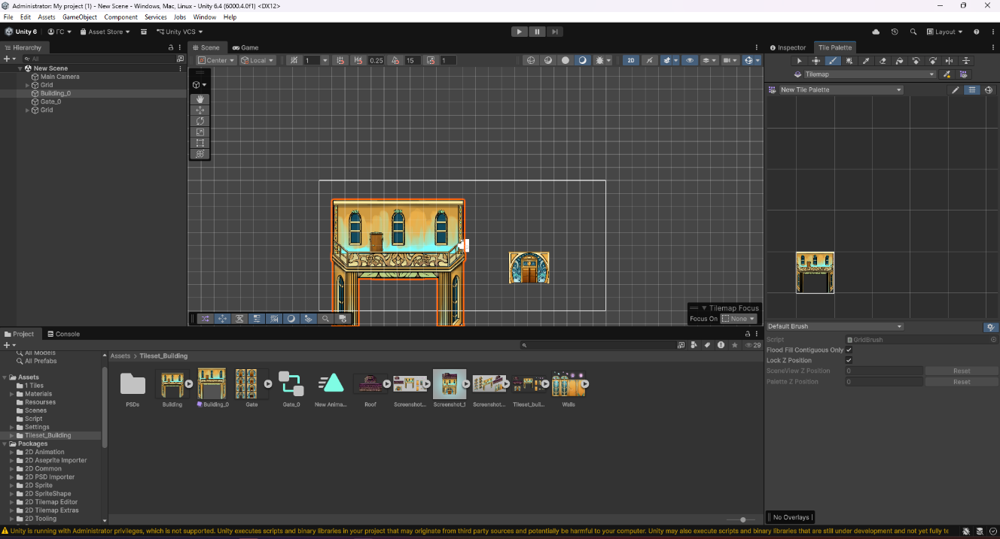 Administrator: My project (1) - New Scene - Windows, Mac, Linux - Unity 6.4 (6000.4.0f1) <DX12>
File Edit Assets GameObject Component Services Jobs Window Help
Unity 6 ГС Asset Store Unity VCS Layout
Hierarchy Scene Game Inspector Tile Palette
All Center Local 1 0.25 15 1 2D
New Scene
Main Camera
Grid
Building_0
Gate_0
Grid
Tilemap
New Tile Palette
Tilemap Focus
Focus On None
Project Console
29
All Models
All Prefabs
Assets
1 Tiles
Materials
Resourses
Scenes
Script
Settings
Tileset_Building
Packages
2D Animation
2D Aseprite Importer
2D Common
2D PSD Importer
2D Sprite
2D SpriteShape
2D Tilemap Editor
2D Tilemap Extras
2D Tooling
Assets > Tileset_Building
PSDs Building Building_0 Gate Gate_0 New Anima... Roof Screenshot... Screenshot_1 Screenshot... Tileset_buil... Walls
Default Brush
Script GridBrush
Flood Fill Contiguous Only
Lock Z Position
SceneView Z Position 0 Reset
Palette Z Position 0 Reset
No Overlays
Unity is running with Administrator privileges, which is not supported. Unity executes scripts and binary libraries in your project that may originate from third party sources and potentially be harmful to your computer. Unity may also execute scripts and binary libraries that are still under development and not yet fully te